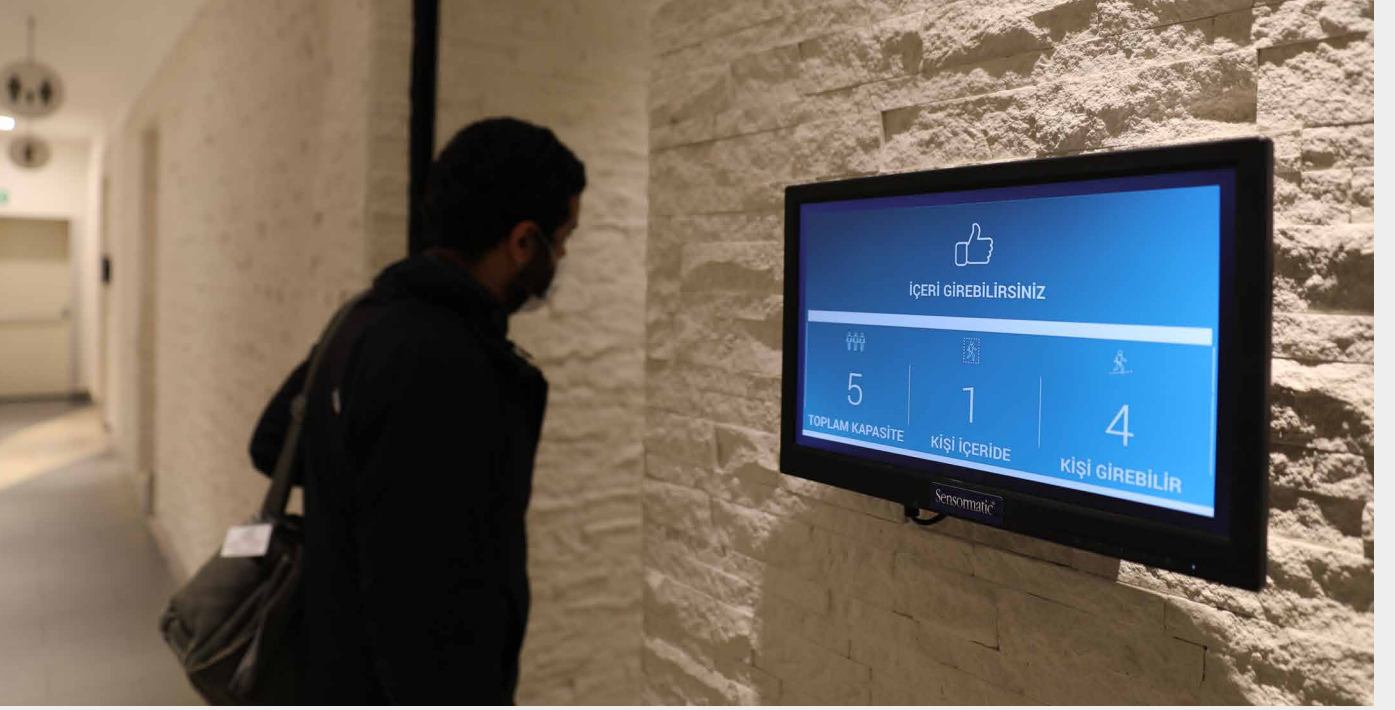 İÇERİ GİREBİLİRSİNİZ
5
TOPLAM KAPASİTE
1
KİŞİ İÇERİDE
4
KİŞİ GİREBİLİR
Sensormatic